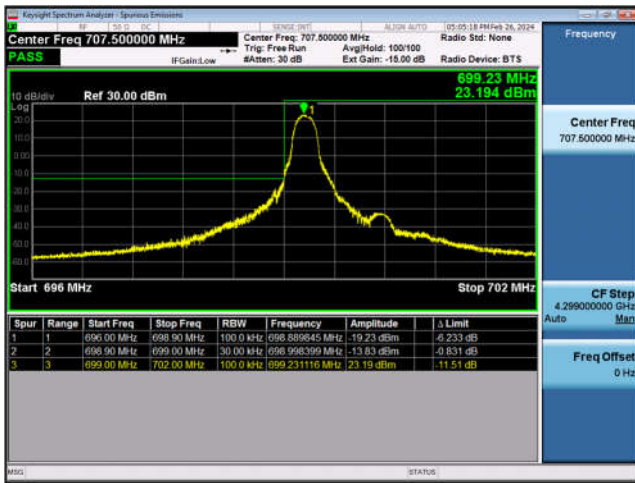 Keysight Spectrum Analyzer - Spurious Emissions
RF 50 Ω DC SENSE:INT ALIGN AUTO 05:05:18 PM Feb 26, 2024
Center Freq 707.500000 MHz
Center Freq: 707.500000 MHz
Radio Std: None
PASS
Trig: Free Run Avg|Hold: 100/100
IFGain:Low #Atten: 30 dB Ext Gain: -15.00 dB Radio Device: BTS
699.23 MHz
10 dB/div Ref 30.00 dBm 23.194 dBm
Log
1
20.0
10.0
0.00
-10.0
-20.0
-30.0
-40.0
-50.0
-60.0
Start 696 MHz Stop 702 MHz
Spur Range Start Freq Stop Freq RBW Frequency Amplitude Δ Limit
1 1 696.00 MHz 698.90 MHz 100.0 kHz 698.889845 MHz -19.23 dBm -6.233 dB
2 2 698.90 MHz 699.00 MHz 30.00 kHz 698.998399 MHz -13.83 dBm -0.831 dB
3 3 699.00 MHz 702.00 MHz 100.0 kHz 699.231116 MHz 23.19 dBm -11.51 dB
Frequency
Center Freq
707.500000 MHz
CF Step
4.299000000 GHz
Auto Man
Freq Offset
0 Hz
MSG STATUS